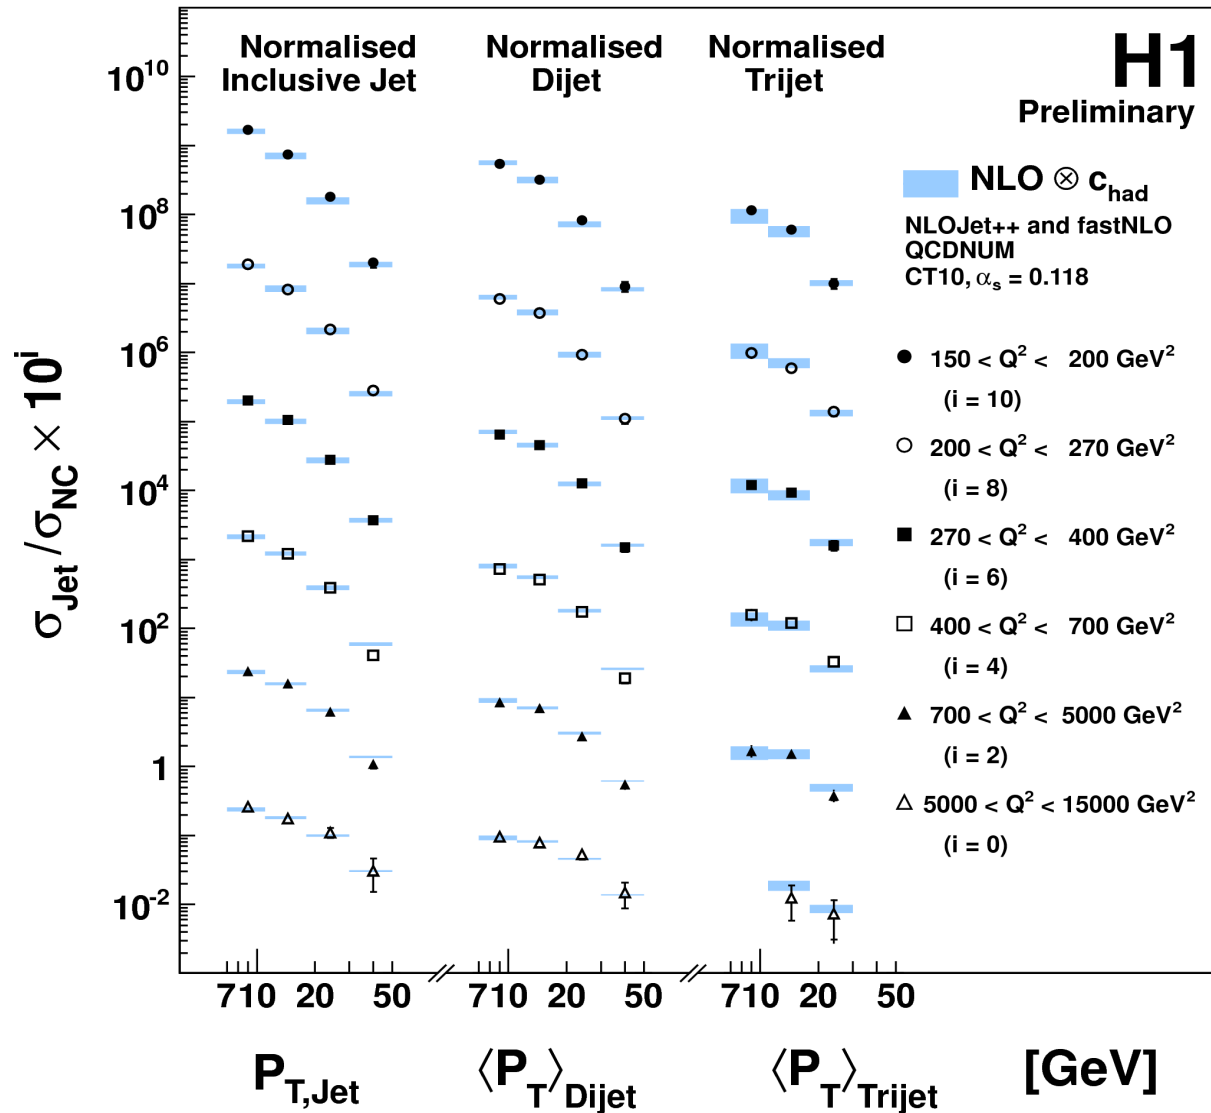 Normalised Inclusive Jet
Normalised Dijet
Normalised Trijet
H1
Preliminary
NLO ⊗ c_had
NLOJet++ and fastNLO
QCDNUM
CT10, α_s = 0.118
150 < Q² < 200 GeV²
(i = 10)
200 < Q² < 270 GeV²
(i = 8)
270 < Q² < 400 GeV²
(i = 6)
400 < Q² < 700 GeV²
(i = 4)
700 < Q² < 5000 GeV²
(i = 2)
5000 < Q² < 15000 GeV²
(i = 0)
σ_Jet /σ_NC × 10^i
10^10
10^8
10^6
10^4
10^2
1
10^-2
7 10 20 50 7 10 20 50 7 10 20 50
P_T,Jet
⟨P_T⟩_Dijet
⟨P_T⟩_Trijet
[GeV]